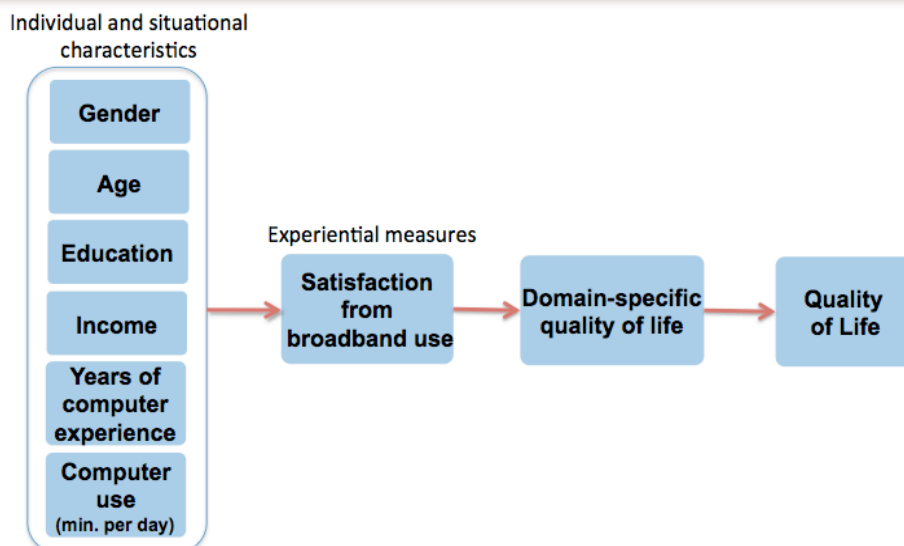 Individual and situational
characteristics
Gender
Age
Education
Income
Years of
computer
experience
Computer
use
(min. per day)
Experiential measures
Satisfaction
from
broadband use
Domain-specific
quality of life
Quality
of Life